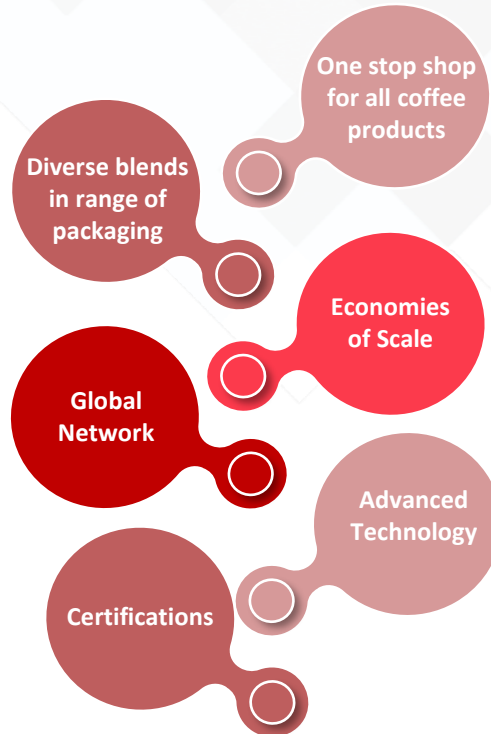 One stop shop
for all coffee
products
Diverse blends
in range of
packaging
Economies
of Scale
Global
Network
Advanced
Technology
Certifications